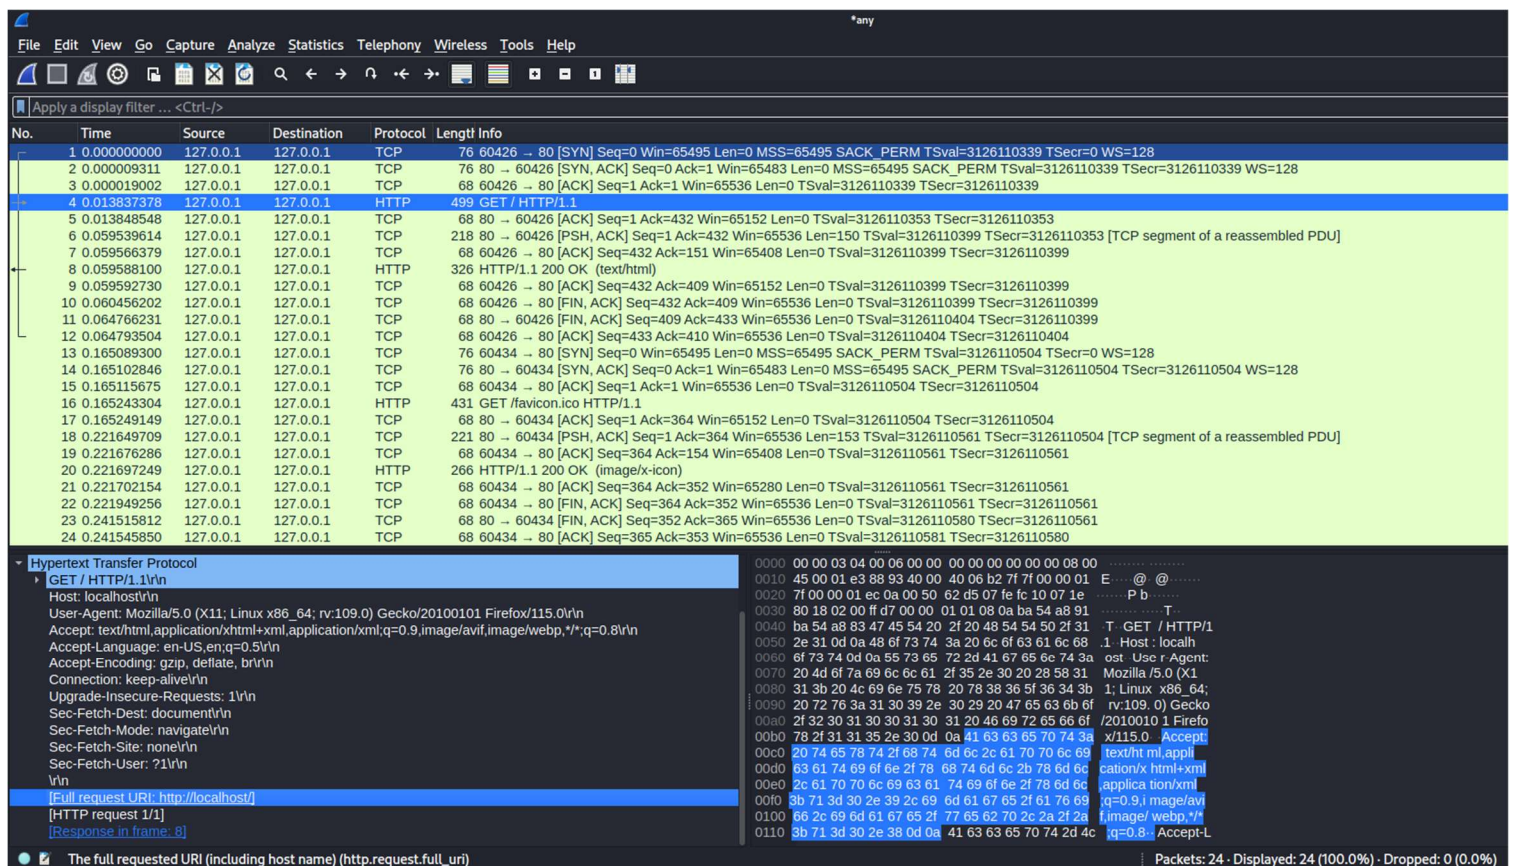 *any
File Edit View Go Capture Analyze Statistics Telephony Wireless Tools Help
Apply a display filter ... <Ctrl-/>
No. Time Source Destination Protocol Length Info
1 0.000000000 127.0.0.1 127.0.0.1 TCP 76 60426 → 80 [SYN] Seq=0 Win=65495 Len=0 MSS=65495 SACK_PERM TSval=3126110339 TSecr=0 WS=128
2 0.000009311 127.0.0.1 127.0.0.1 TCP 76 80 → 60426 [SYN, ACK] Seq=0 Ack=1 Win=65483 Len=0 MSS=65495 SACK_PERM TSval=3126110339 TSecr=3126110339 WS=128
3 0.000019002 127.0.0.1 127.0.0.1 TCP 68 60426 → 80 [ACK] Seq=1 Ack=1 Win=65536 Len=0 TSval=3126110339 TSecr=3126110339
4 0.013837378 127.0.0.1 127.0.0.1 HTTP 499 GET / HTTP/1.1
5 0.013848548 127.0.0.1 127.0.0.1 TCP 68 80 → 60426 [ACK] Seq=1 Ack=432 Win=65152 Len=0 TSval=3126110353 TSecr=3126110353
6 0.059539614 127.0.0.1 127.0.0.1 TCP 218 80 → 60426 [PSH, ACK] Seq=1 Ack=432 Win=65536 Len=150 TSval=3126110399 TSecr=3126110353 [TCP segment of a reassembled PDU]
7 0.059566379 127.0.0.1 127.0.0.1 TCP 68 60426 → 80 [ACK] Seq=432 Ack=151 Win=65408 Len=0 TSval=3126110399 TSecr=3126110399
8 0.059588100 127.0.0.1 127.0.0.1 HTTP 326 HTTP/1.1 200 OK (text/html)
9 0.059592730 127.0.0.1 127.0.0.1 TCP 68 60426 → 80 [ACK] Seq=432 Ack=409 Win=65152 Len=0 TSval=3126110399 TSecr=3126110399
10 0.060456202 127.0.0.1 127.0.0.1 TCP 68 60426 → 80 [FIN, ACK] Seq=432 Ack=409 Win=65536 Len=0 TSval=3126110399 TSecr=3126110399
11 0.064766231 127.0.0.1 127.0.0.1 TCP 68 80 → 60426 [FIN, ACK] Seq=409 Ack=433 Win=65536 Len=0 TSval=3126110404 TSecr=3126110399
12 0.064793504 127.0.0.1 127.0.0.1 TCP 68 60426 → 80 [ACK] Seq=433 Ack=410 Win=65536 Len=0 TSval=3126110404 TSecr=3126110404
13 0.165089300 127.0.0.1 127.0.0.1 TCP 76 60434 → 80 [SYN] Seq=0 Win=65495 Len=0 MSS=65495 SACK_PERM TSval=3126110504 TSecr=0 WS=128
14 0.165102846 127.0.0.1 127.0.0.1 TCP 76 80 → 60434 [SYN, ACK] Seq=0 Ack=1 Win=65483 Len=0 MSS=65495 SACK_PERM TSval=3126110504 TSecr=3126110504 WS=128
15 0.165115675 127.0.0.1 127.0.0.1 TCP 68 60434 → 80 [ACK] Seq=1 Ack=1 Win=65536 Len=0 TSval=3126110504 TSecr=3126110504
16 0.165243304 127.0.0.1 127.0.0.1 HTTP 431 GET /favicon.ico HTTP/1.1
17 0.165249149 127.0.0.1 127.0.0.1 TCP 68 80 → 60434 [ACK] Seq=1 Ack=364 Win=65152 Len=0 TSval=3126110504 TSecr=3126110504
18 0.221649709 127.0.0.1 127.0.0.1 TCP 221 80 → 60434 [PSH, ACK] Seq=1 Ack=364 Win=65536 Len=153 TSval=3126110561 TSecr=3126110504 [TCP segment of a reassembled PDU]
19 0.221676286 127.0.0.1 127.0.0.1 TCP 68 60434 → 80 [ACK] Seq=364 Ack=154 Win=65408 Len=0 TSval=3126110561 TSecr=3126110561
20 0.221697249 127.0.0.1 127.0.0.1 HTTP 266 HTTP/1.1 200 OK (image/x-icon)
21 0.221702154 127.0.0.1 127.0.0.1 TCP 68 60434 → 80 [ACK] Seq=364 Ack=352 Win=65280 Len=0 TSval=3126110561 TSecr=3126110561
22 0.221949256 127.0.0.1 127.0.0.1 TCP 68 60434 → 80 [FIN, ACK] Seq=364 Ack=352 Win=65536 Len=0 TSval=3126110561 TSecr=3126110561
23 0.241515812 127.0.0.1 127.0.0.1 TCP 68 80 → 60434 [FIN, ACK] Seq=352 Ack=365 Win=65536 Len=0 TSval=3126110580 TSecr=3126110561
24 0.241545850 127.0.0.1 127.0.0.1 TCP 68 60434 → 80 [ACK] Seq=365 Ack=353 Win=65536 Len=0 TSval=3126110581 TSecr=3126110580
Hypertext Transfer Protocol
GET / HTTP/1.1\r\n
Host: localhost\r\n
User-Agent: Mozilla/5.0 (X11; Linux x86_64; rv:109.0) Gecko/20100101 Firefox/115.0\r\n
Accept: text/html,application/xhtml+xml,application/xml;q=0.9,image/avif,image/webp,*/*;q=0.8\r\n
Accept-Language: en-US,en;q=0.5\r\n
Accept-Encoding: gzip, deflate, br\r\n
Connection: keep-alive\r\n
Upgrade-Insecure-Requests: 1\r\n
Sec-Fetch-Dest: document\r\n
Sec-Fetch-Mode: navigate\r\n
Sec-Fetch-Site: none\r\n
Sec-Fetch-User: ?1\r\n
\r\n
[Full request URI: http://localhost/]
[HTTP request 1/1]
[Response in frame: 8]
0000 00 00 03 04 00 06 00 00 00 00 00 00 00 00 08 00 ········ ········
0010 45 00 01 e3 88 93 40 00 40 06 b2 7f 7f 00 00 01 E·····@· @·······
0020 7f 00 00 01 ec 0a 00 50 62 d5 07 fe fc 10 07 1e ·······P b·······
0030 80 18 02 00 ff d7 00 00 01 01 08 0a ba 54 a8 91 ········ ·····T··
0040 ba 54 a8 83 47 45 54 20 2f 20 48 54 54 50 2f 31 ·T··GET / HTTP/1
0050 2e 31 0d 0a 48 6f 73 74 3a 20 6c 6f 63 61 6c 68 .1··Host : localh
0060 6f 73 74 0d 0a 55 73 65 72 2d 41 67 65 6e 74 3a ost··Use r-Agent:
0070 20 4d 6f 7a 69 6c 6c 61 2f 35 2e 30 20 28 58 31 Mozilla /5.0 (X1
0080 31 3b 20 4c 69 6e 75 78 20 78 38 36 5f 36 34 3b 1; Linux x86_64;
0090 20 72 76 3a 31 30 39 2e 30 29 20 47 65 63 6b 6f rv:109. 0) Gecko
00a0 2f 32 30 31 30 30 31 30 31 20 46 69 72 65 66 6f /2010010 1 Firefo
00b0 78 2f 31 31 35 2e 30 0d 0a 41 63 63 65 70 74 3a x/115.0· ·Accept:
00c0 20 74 65 78 74 2f 68 74 6d 6c 2c 61 70 70 6c 69 text/ht ml,appli
00d0 63 61 74 69 6f 6e 2f 78 68 74 6d 6c 2b 78 6d 6c cation/x html+xml
00e0 2c 61 70 70 6c 69 63 61 74 69 6f 6e 2f 78 6d 6c ,applica tion/xml
00f0 3b 71 3d 30 2e 39 2c 69 6d 61 67 65 2f 61 76 69 ;q=0.9,i mage/avi
0100 66 2c 69 6d 61 67 65 2f 77 65 62 70 2c 2a 2f 2a f,image/ webp,*/*
0110 3b 71 3d 30 2e 38 0d 0a 41 63 63 65 70 74 2d 4c ;q=0.8·· Accept-L
The full requested URI (including host name) (http.request.full_uri)
Packets: 24 · Displayed: 24 (100.0%) · Dropped: 0 (0.0%)